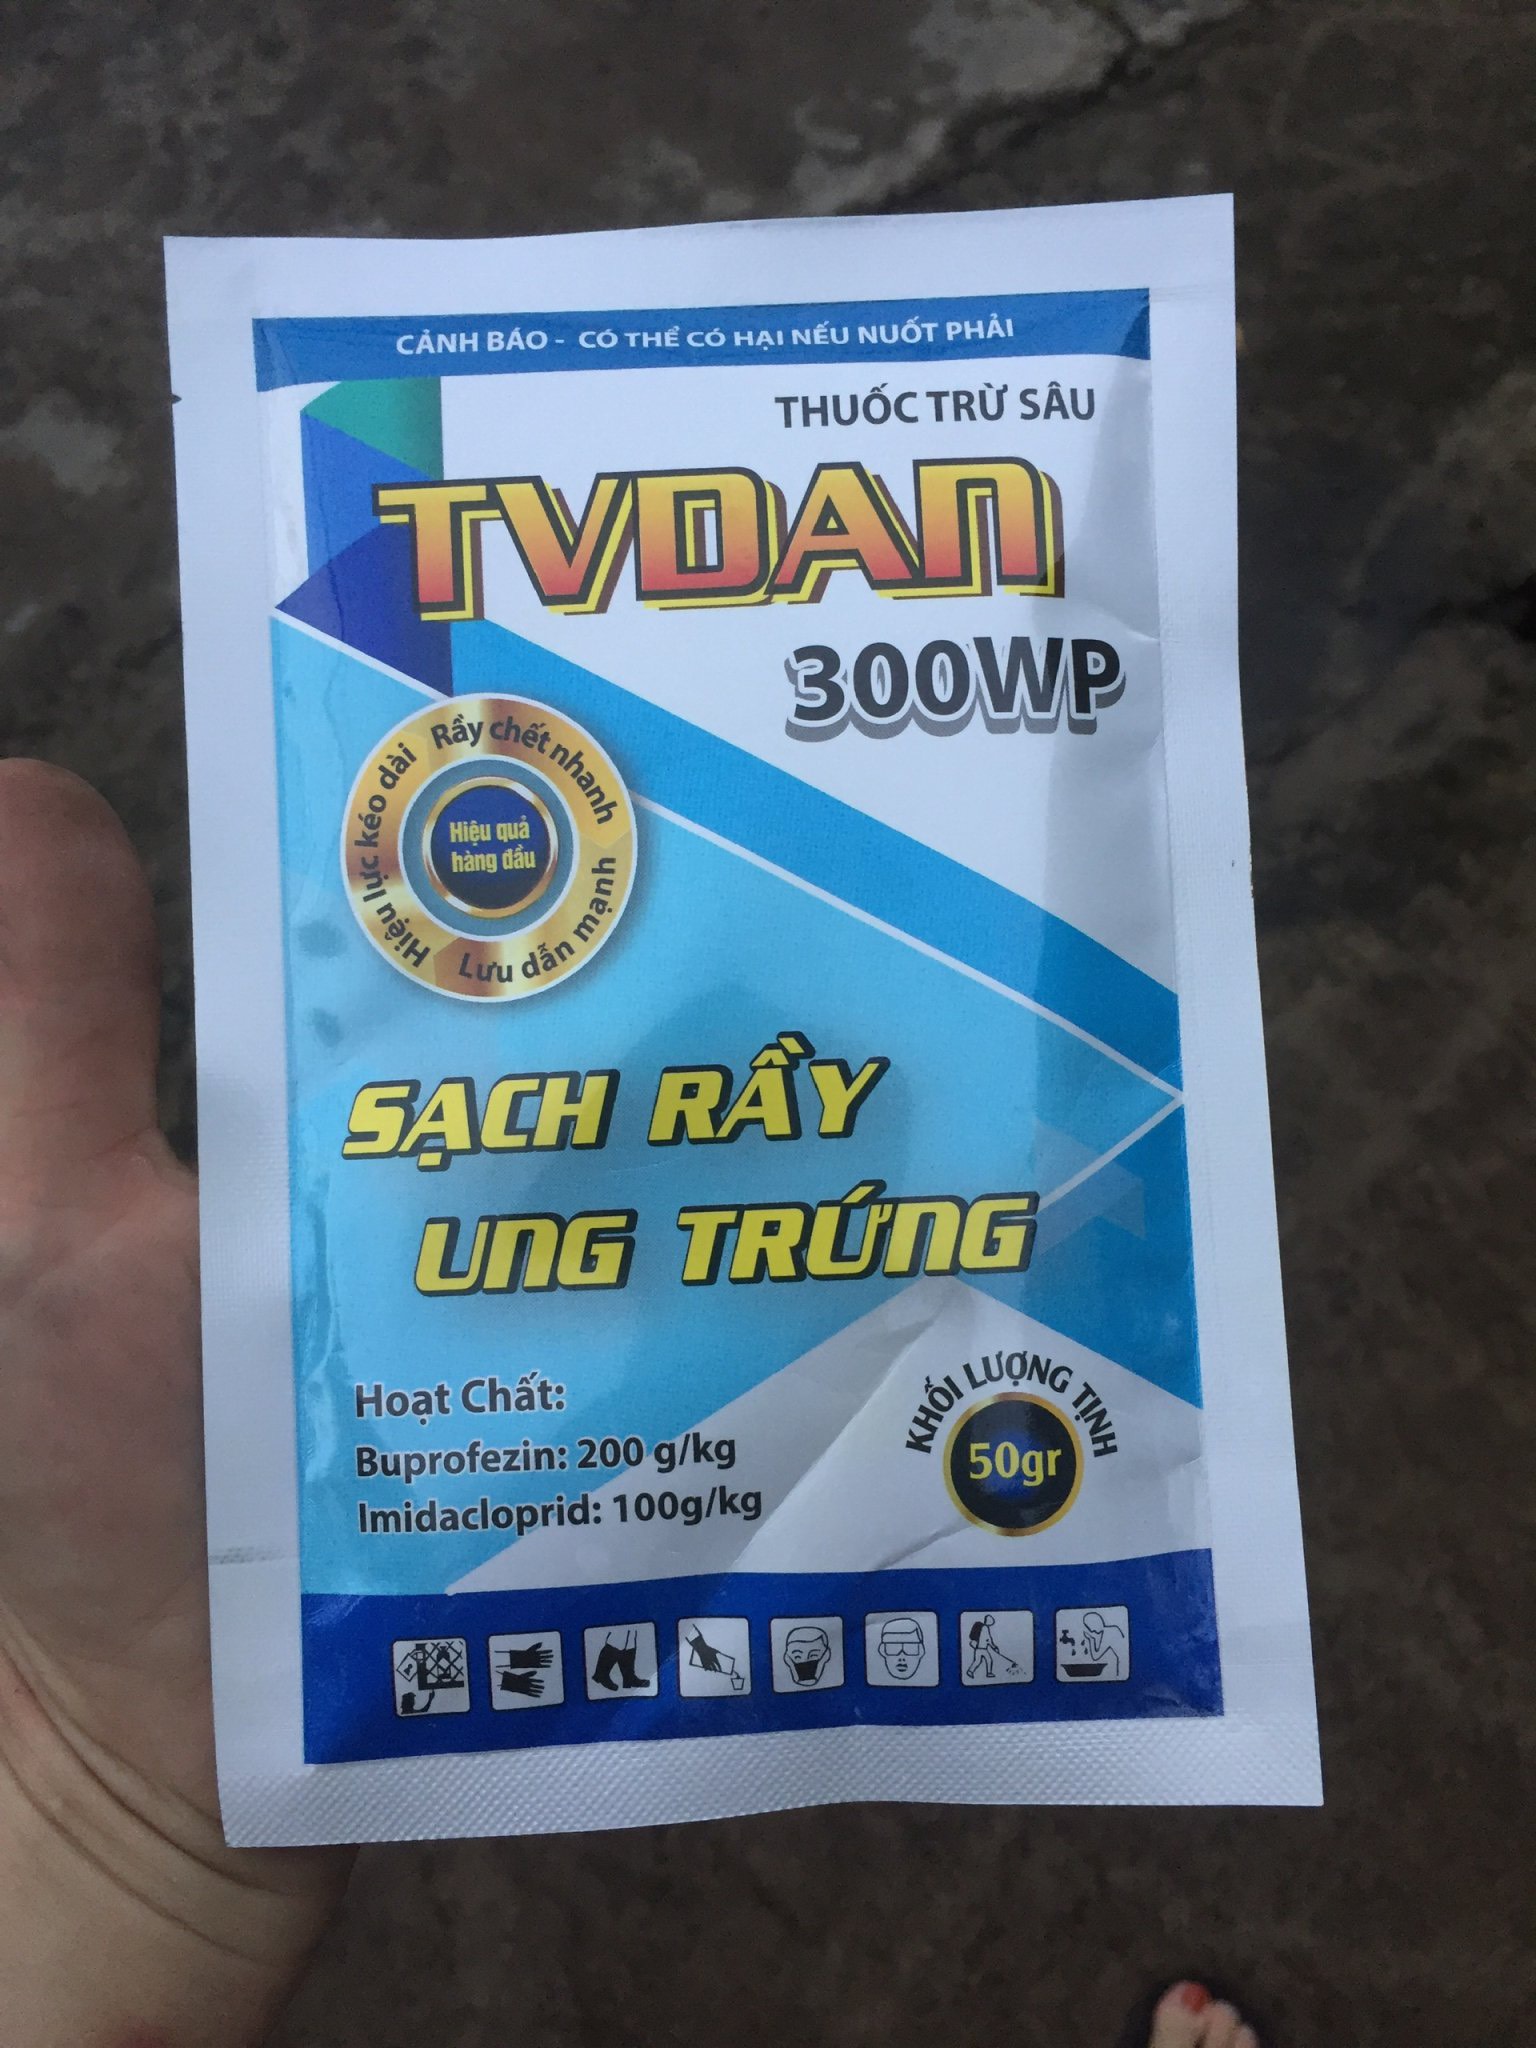 CẢNH BÁO - CÓ THỂ CÓ HẠI NẾU NUỐT PHẢI
THUỐC TRỪ SÂU
TVDAN
300WP
Hiệu lực kéo dài
Rầy chết nhanh
Lưu dẫn mạnh
Hiệu quả
hàng đầu
SẠCH RẦY
UNG TRỨNG
Hoạt Chất:
Buprofezin: 200 g/kg
Imidacloprid: 100g/kg
KHỐI LƯỢNG TỊNH
50gr